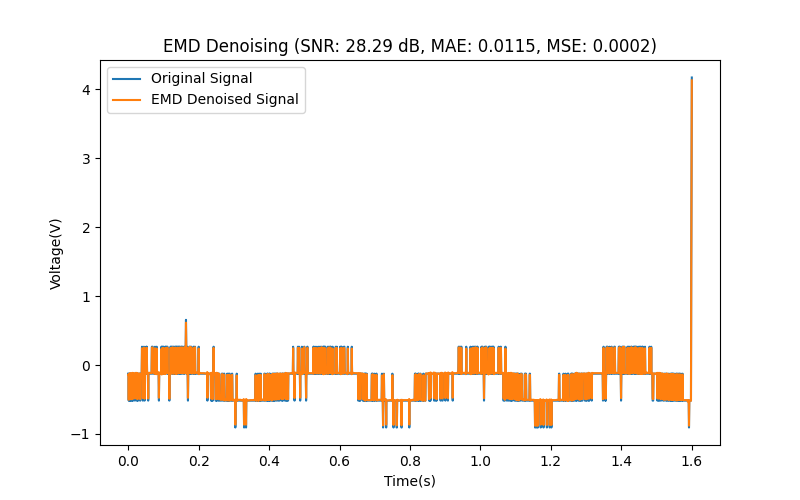 EMD Denoising (SNR: 28.29 dB, MAE: 0.0115, MSE: 0.0002)
Original Signal
EMD Denoised Signal
4
3
2
1
0
−1
Voltage(V)
0.0 0.2 0.4 0.6 0.8 1.0 1.2 1.4 1.6
Time(s)